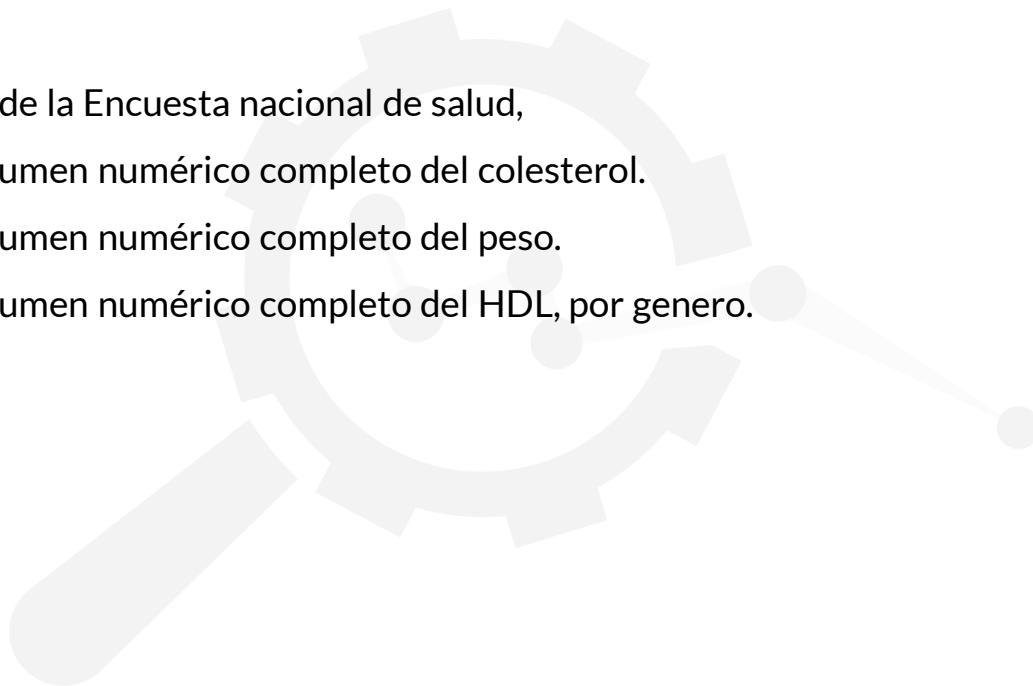 de la Encuesta nacional de salud,
umen numérico completo del colesterol.
umen numérico completo del peso.
umen numérico completo del HDL, por genero.